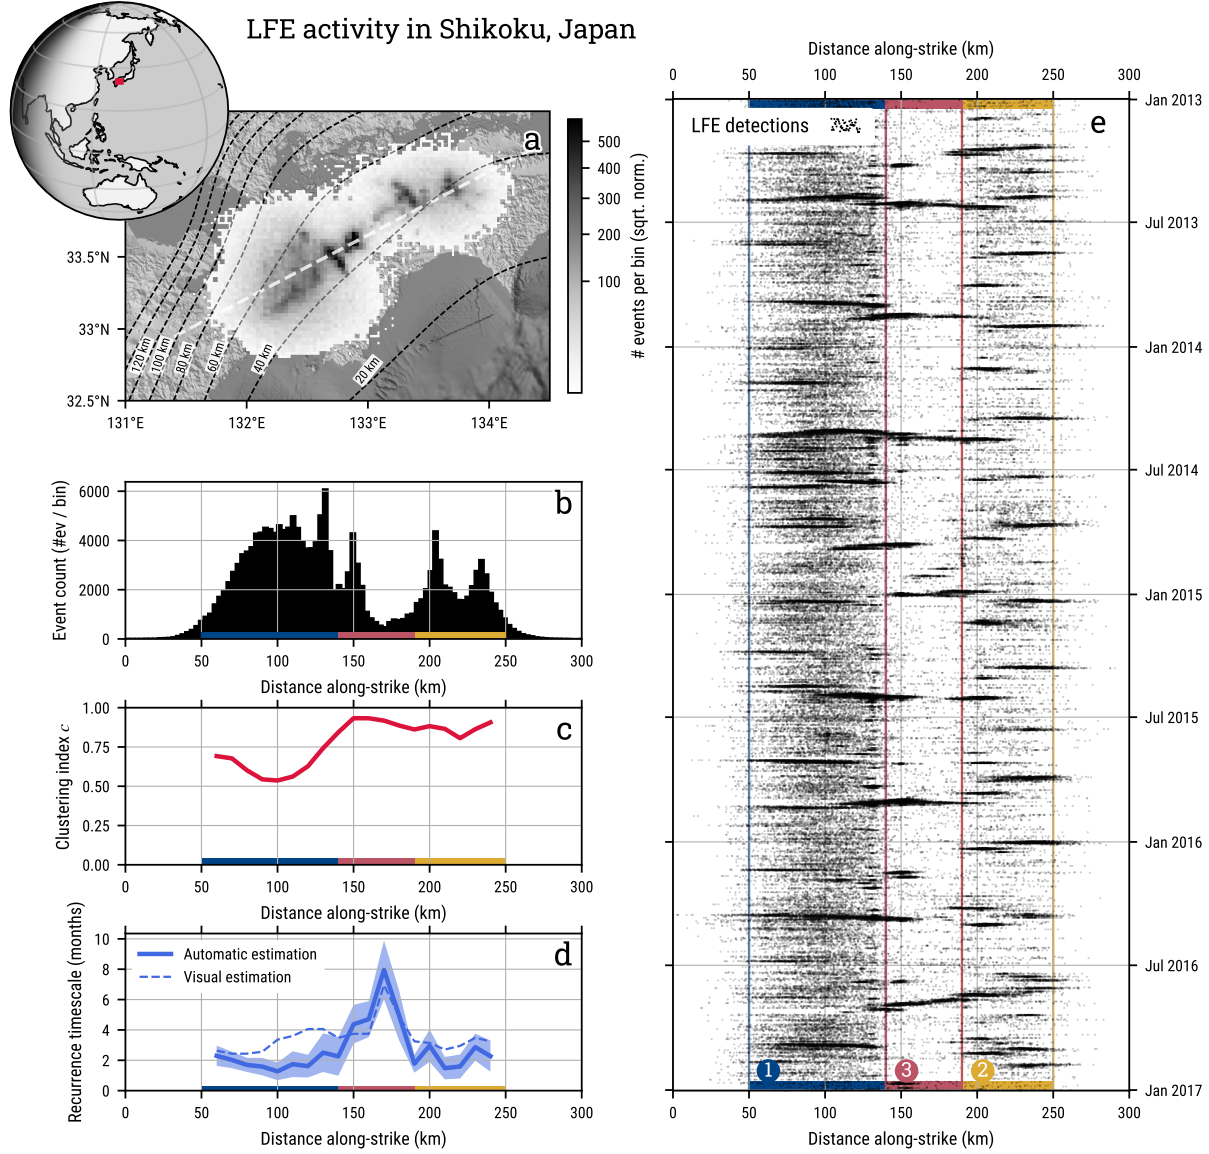 LFE activity in Shikoku, Japan
a
33.5°N
33°N
32.5°N
131°E 132°E 133°E 134°E
120 km 100 km 80 km 60 km 40 km 20 km
500
400
300
200
100
# events per bin (sqrt. norm.)
b
Event count (#ev / bin)
6000
4000
2000
0
0 50 100 150 200 250 300
Distance along-strike (km)
c
Clustering index c
1.00
0.75
0.50
0.25
0.00
0 50 100 150 200 250 300
Distance along-strike (km)
d
Recurrence timescale (months)
Automatic estimation
Visual estimation
10
8
6
4
2
0
0 50 100 150 200 250 300
Distance along-strike (km)
Distance along-strike (km)
0 50 100 150 200 250 300
LFE detections
e
Jan 2013
Jul 2013
Jan 2014
Jul 2014
Jan 2015
Jul 2015
Jan 2016
Jul 2016
Jan 2017
1 3 2
0 50 100 150 200 250 300
Distance along-strike (km)